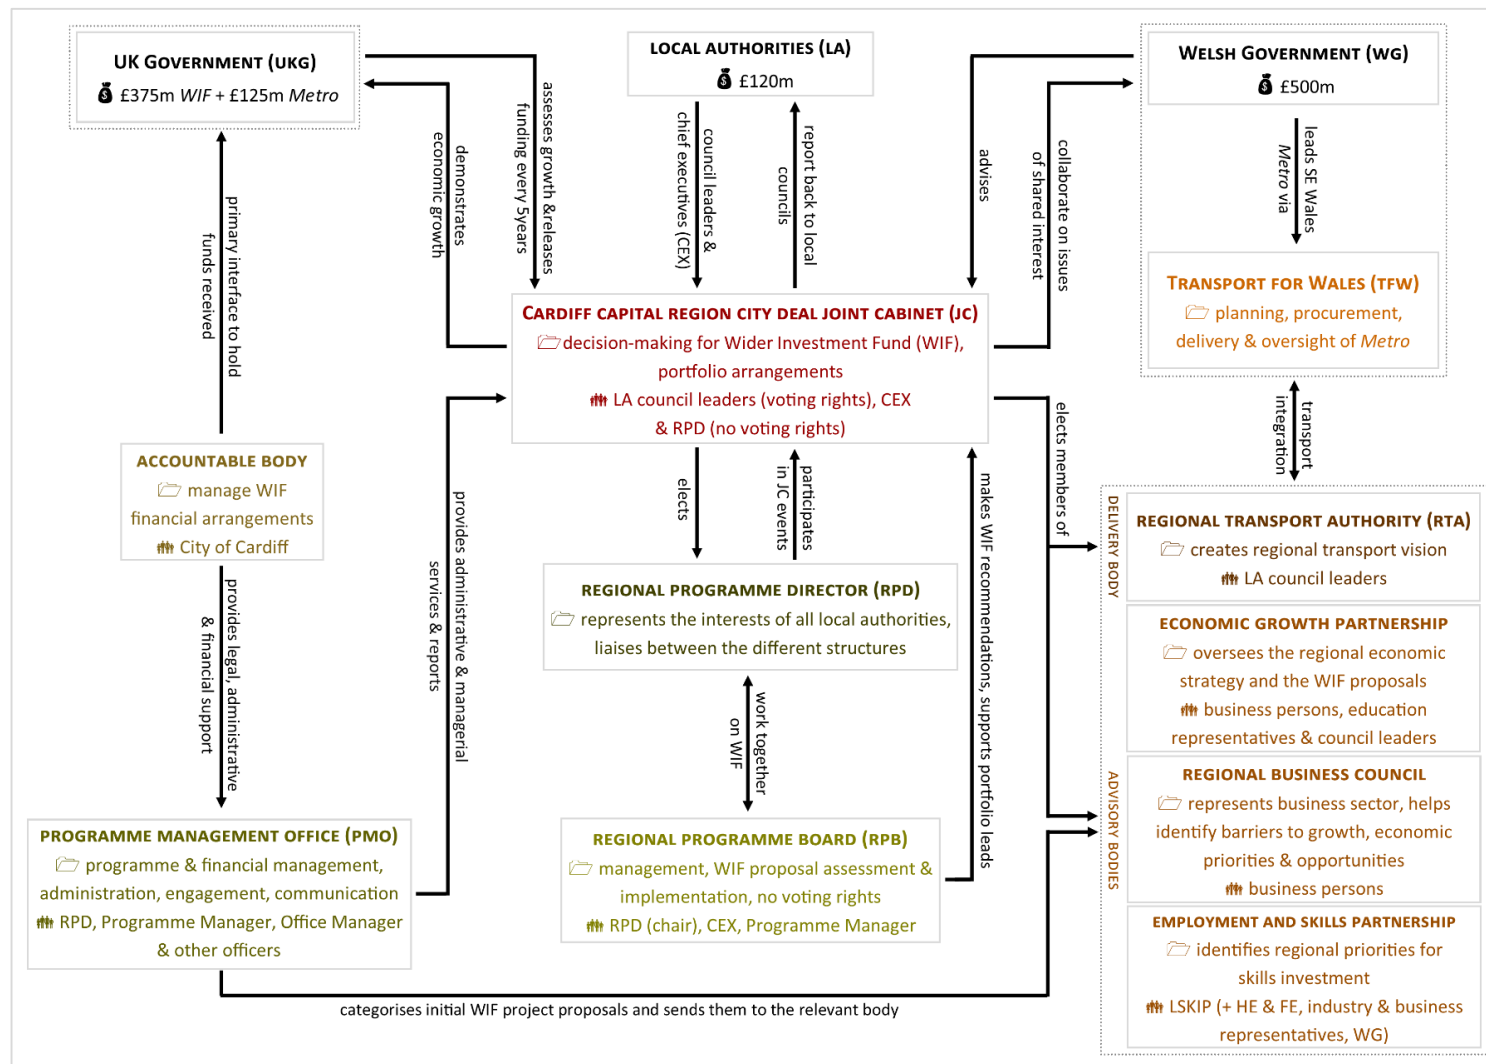 UK GOVERNMENT (UKG)
£375m WIF + £125m Metro
LOCAL AUTHORITIES (LA)
£120m
WELSH GOVERNMENT (WG)
£500m
assesses growth &releases
funding every 5years
demonstrates
economic growth
council leaders &
chief executives (CEX)
report back to local
councils
advises
collaborate on issues
of shared interest
leads SE Wales
Metro via
primary interface to hold
funds received
TRANSPORT FOR WALES (TFW)
planning, procurement,
delivery & oversight of Metro
CARDIFF CAPITAL REGION CITY DEAL JOINT CABINET (JC)
decision-making for Wider Investment Fund (WIF),
portfolio arrangements
LA council leaders (voting rights), CEX
& RPD (no voting rights)
transport
integration
ACCOUNTABLE BODY
manage WIF
financial arrangements
City of Cardiff
provides administrative & managerial
services & reports
elects
participates
in JC events
makes WIF recommendations, supports portfolio leads
elects members of
DELIVERY BODY
REGIONAL TRANSPORT AUTHORITY (RTA)
creates regional transport vision
LA council leaders
REGIONAL PROGRAMME DIRECTOR (RPD)
represents the interests of all local authorities,
liaises between the different structures
provides legal, administrative
& financial support
ECONOMIC GROWTH PARTNERSHIP
oversees the regional economic
strategy and the WIF proposals
business persons, education
representatives & council leaders
work together
on WIF
ADVISORY BODIES
REGIONAL BUSINESS COUNCIL
represents business sector, helps
identify barriers to growth, economic
priorities & opportunities
business persons
PROGRAMME MANAGEMENT OFFICE (PMO)
programme & financial management,
administration, engagement, communication
RPD, Programme Manager, Office Manager
& other officers
REGIONAL PROGRAMME BOARD (RPB)
management, WIF proposal assessment &
implementation, no voting rights
RPD (chair), CEX, Programme Manager
EMPLOYMENT AND SKILLS PARTNERSHIP
identifies regional priorities for
skills investment
LSKIP (+ HE & FE, industry & business
representatives, WG)
categorises initial WIF project proposals and sends them to the relevant body